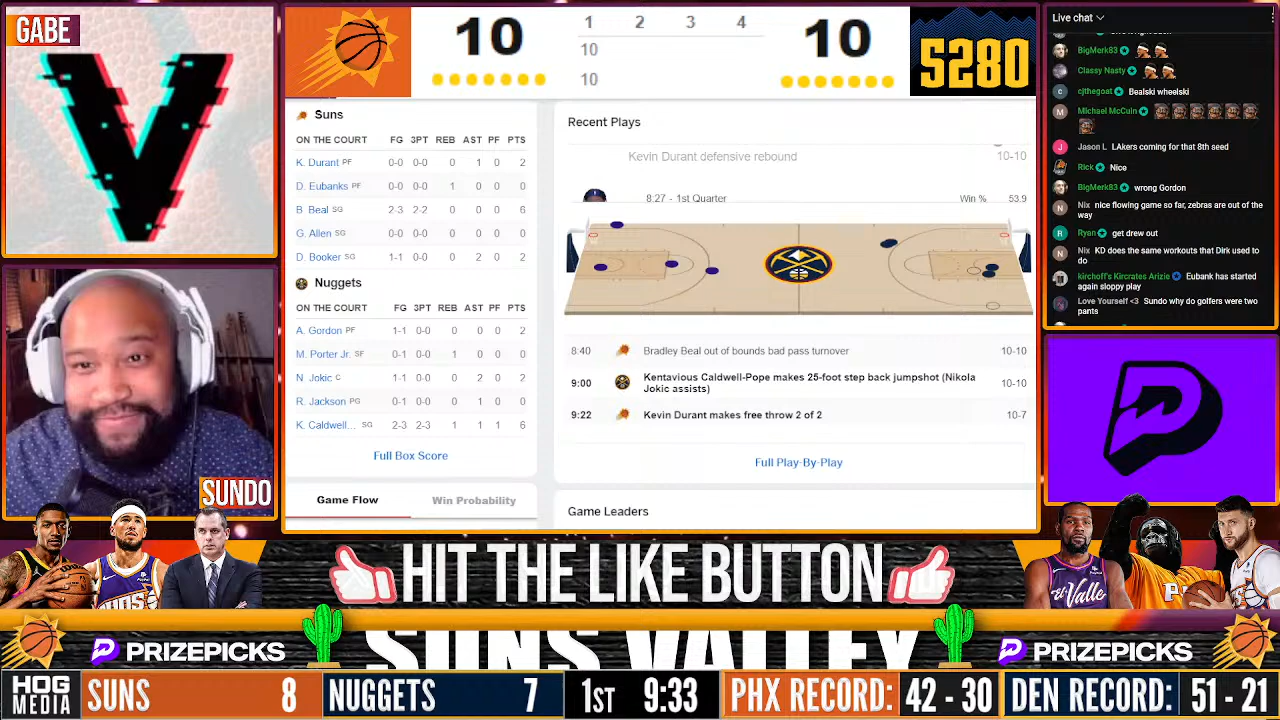 GABE
10
1 2 3 4
10
10
10
5280
Suns
ON THE COURT FG 3PT REB AST PF PTS
K. Durant PF 0-0 0-0 0 1 0 2
D. Eubanks PF 0-0 0-0 1 0 0 0
B. Beal SG 2-3 2-2 0 0 0 6
G. Allen SG 0-0 0-0 0 0 0 0
D. Booker SG 1-1 0-0 0 2 0 2
Nuggets
ON THE COURT FG 3PT REB AST PF PTS
A. Gordon PF 1-1 0-0 0 0 0 2
M. Porter Jr. SF 0-1 0-0 1 0 0 0
N. Jokic C 1-1 0-0 0 2 0 2
R. Jackson PG 0-1 0-0 0 1 0 0
K. Caldwell... SG 2-3 2-3 1 1 1 6
Full Box Score
Game Flow Win Probability
Recent Plays
Kevin Durant defensive rebound 10-10
8:27 - 1st Quarter Win % 53.9
8:40 Bradley Beal out of bounds bad pass turnover 10-10
9:00 Kentavious Caldwell-Pope makes 25-foot step back jumpshot (Nikola
Jokic assists) 10-10
9:22 Kevin Durant makes free throw 2 of 2 10-7
Full Play-By-Play
Game Leaders
Live chat
BigMerk83
Classy Nasty
cjthegoat Bealski wheelski
Michael McCuin
Jason L LAkers coming for that 8th seed
Rick Nice
BigMerk83 wrong Gordon
Nix nice flowing game so far, zebras are out of the
way
Ryan get drew out
Nix KD does the same workouts that Dirk used to
do
kirchoff's Kircrates Arizie Eubank has started
again sloppy play
Love Yourself <3 Sundo why do golfers were two
pants
SUNDO
HIT THE LIKE BUTTON
SUNS VALLEY
El Valle
PRIZEPICKS
PRIZEPICKS
HOG
MEDIA
SUNS 8 NUGGETS 7 1ST 9:33 PHX RECORD: 42 - 30 DEN RECORD: 51 - 21